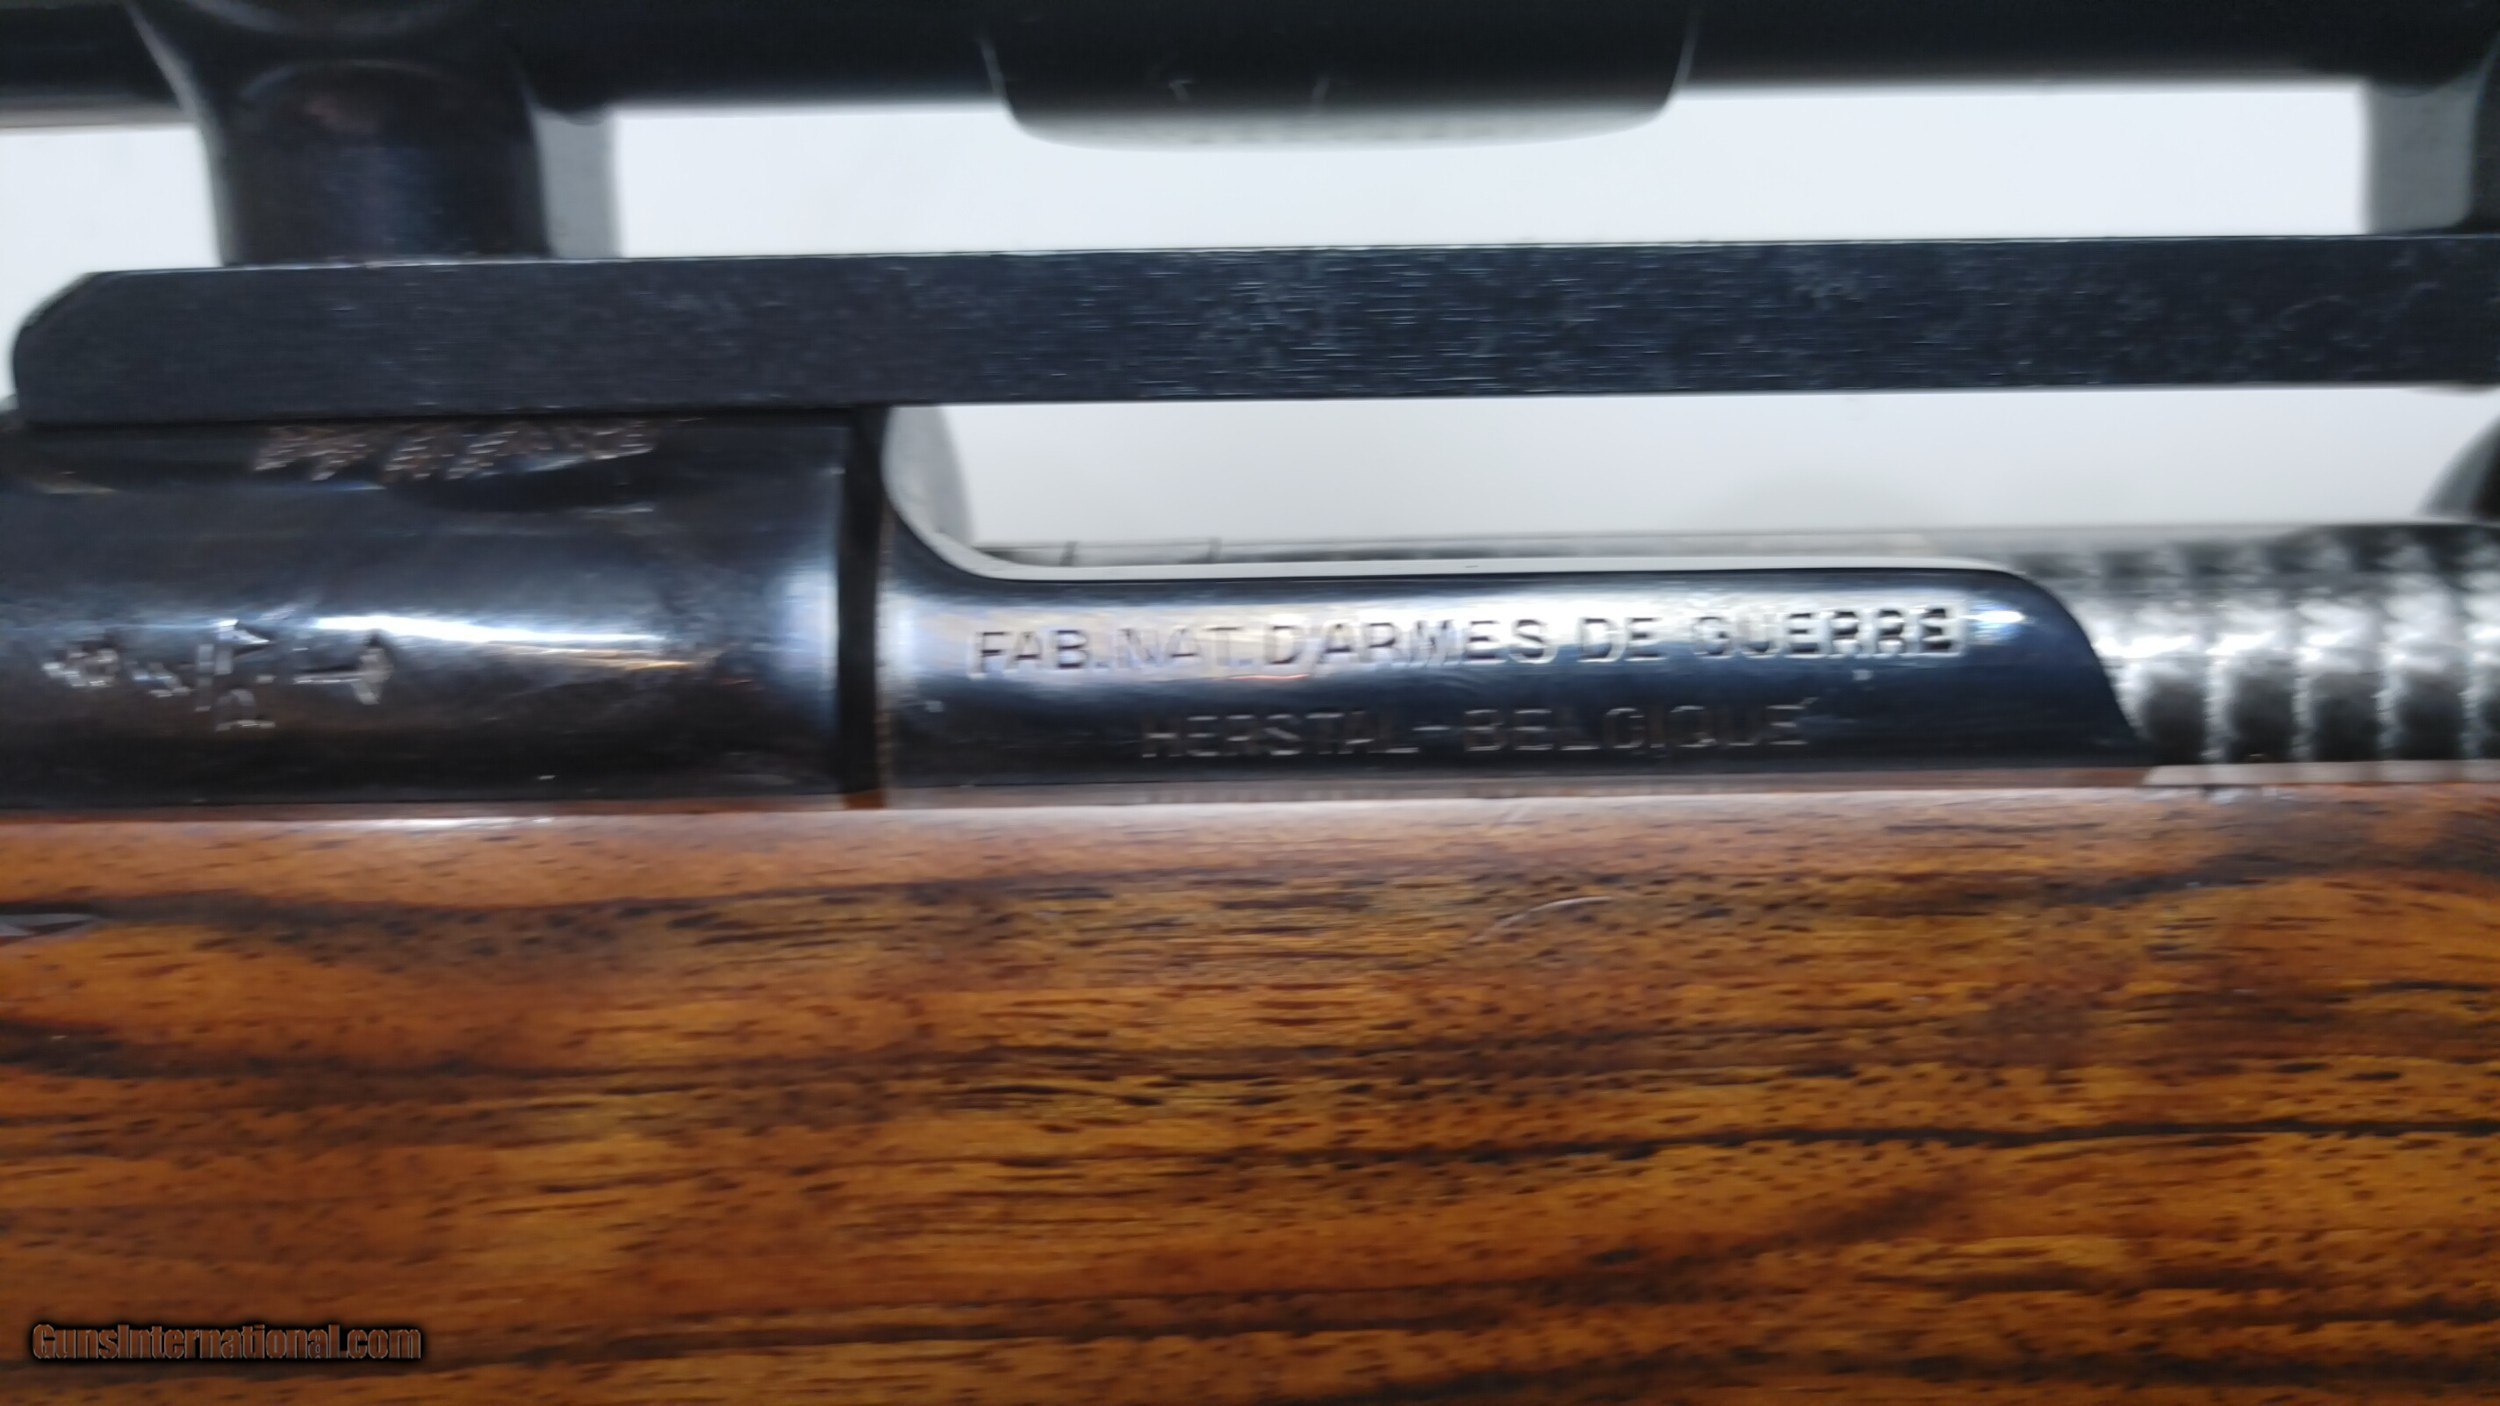 FAB.NAT.D'ARMES DE GUERRE
HERSTAL-BELGIQUE
GunsInternational.com